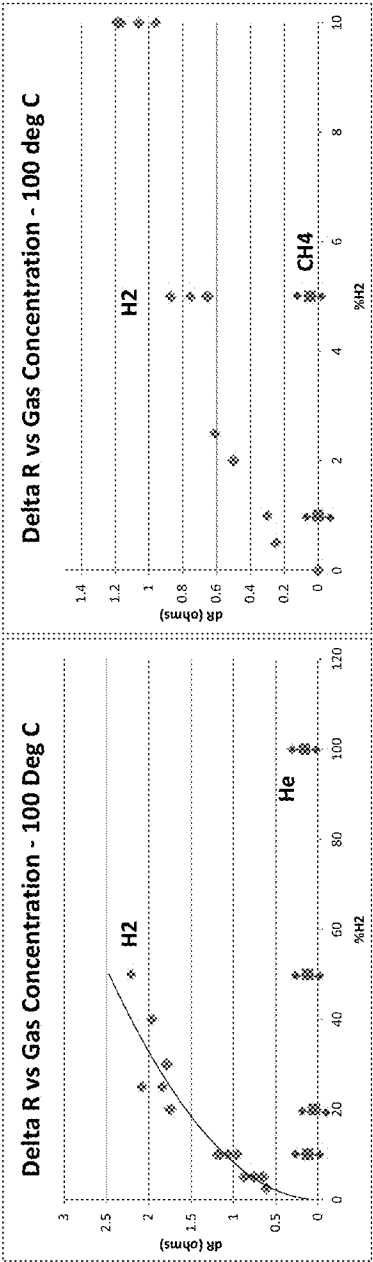 Delta R vs Gas Concentration - 100 Deg C
3
2.5
2
1.5
1
0.5
0
dR (ohms)
H2
He
0
20
40
60
80
100
120
%H2
Delta R vs Gas Concentration - 100 deg C
1.4
1.2
1
0.8
0.6
0.4
0.2
0
dR (ohms)
H2
CH4
0
2
4
6
8
10
%H2